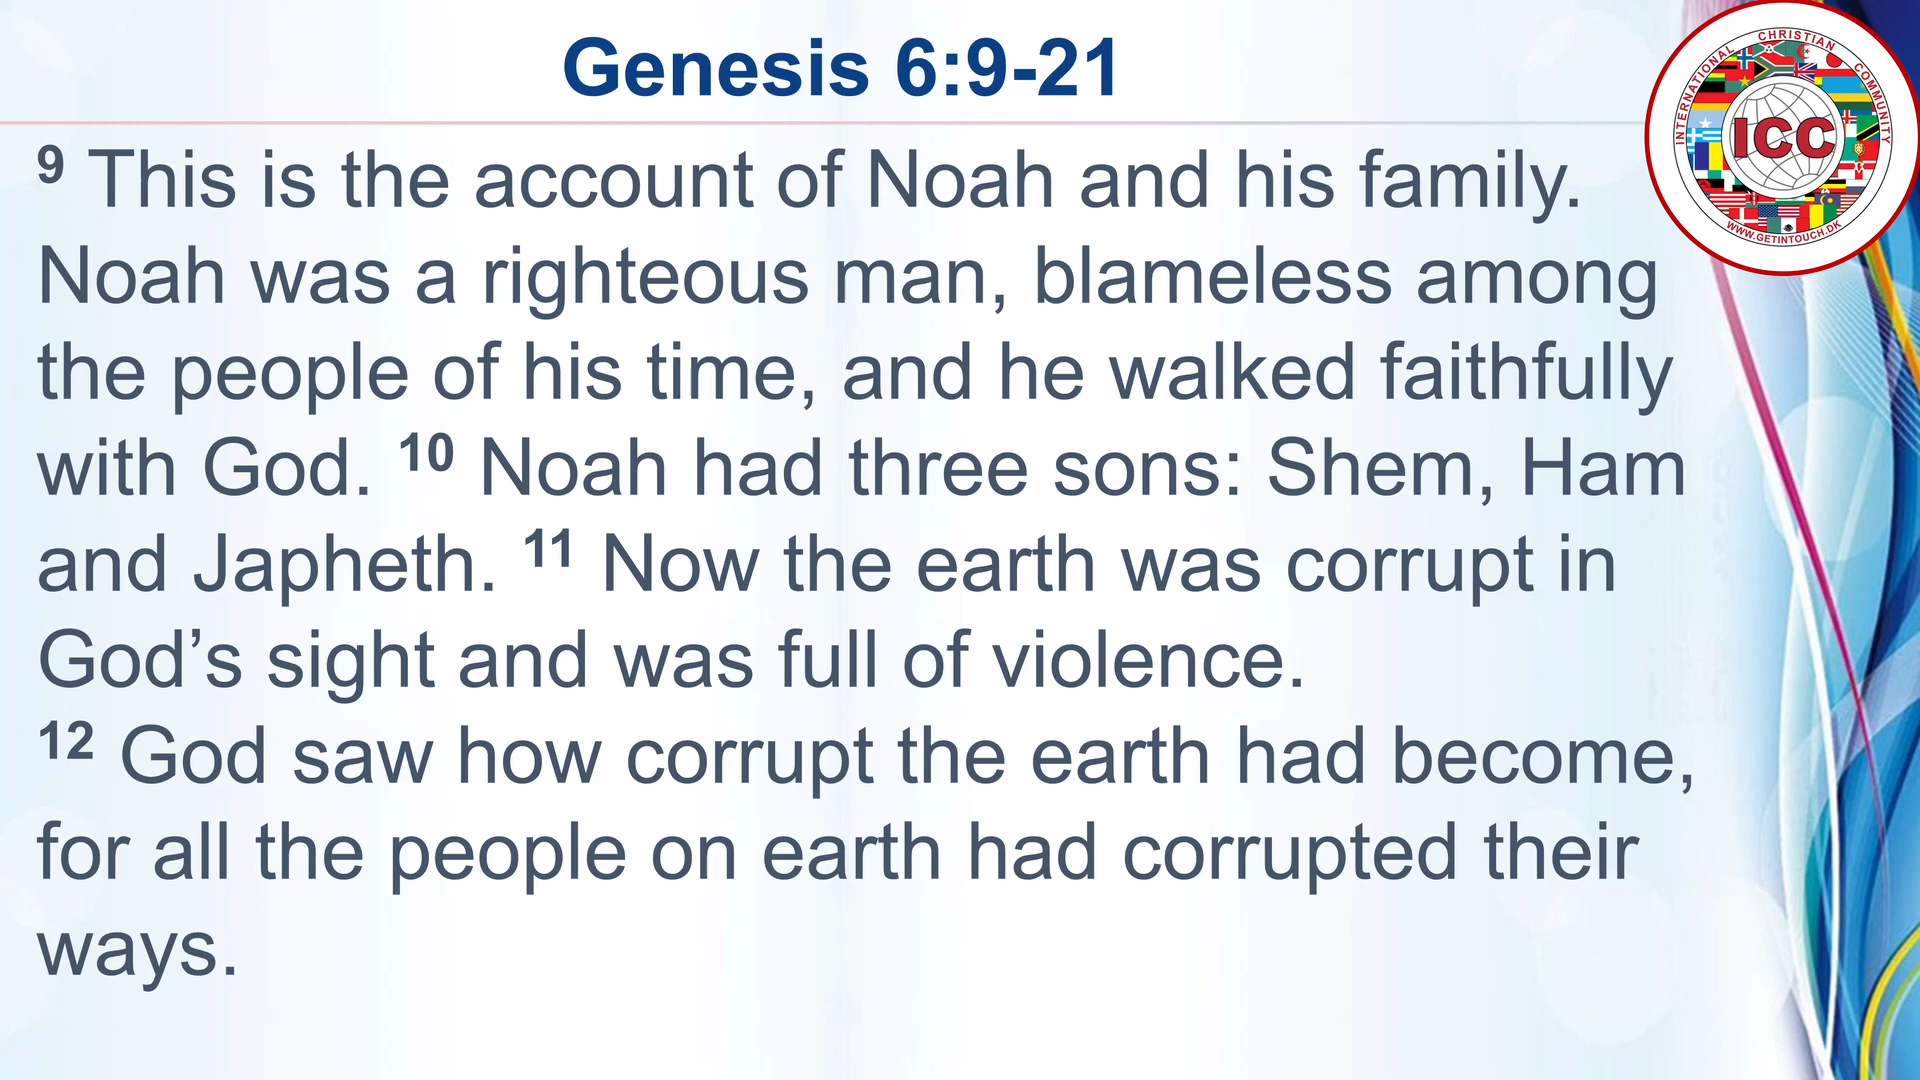 Genesis 6:9-21
INTERNATIONAL CHRISTIAN COMMUNITY
ICC
WWW.GETINTOUCH.DK
9 This is the account of Noah and his family.
Noah was a righteous man, blameless among
the people of his time, and he walked faithfully
with God. 10 Noah had three sons: Shem, Ham
and Japheth. 11 Now the earth was corrupt in
God’s sight and was full of violence.
12 God saw how corrupt the earth had become,
for all the people on earth had corrupted their
ways.